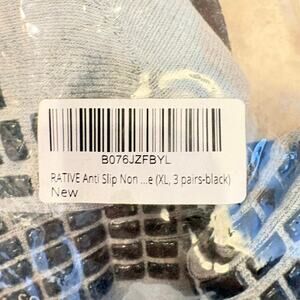 B076JZFBYL
RATIVE Anti Slip Non ...e (XL, 3 pairs-black)
New